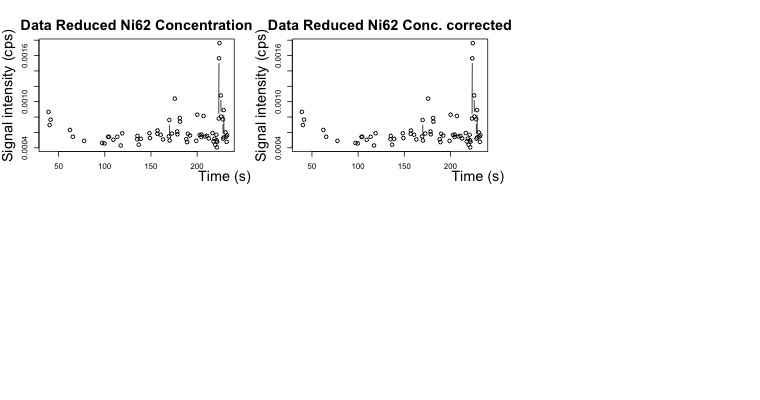 Data Reduced Ni62 Concentration
Signal intensity (cps)
0.0004 0.0010 0.0016
50 100 150 200
Time (s)
Data Reduced Ni62 Conc. corrected
Signal intensity (cps)
0.0004 0.0010 0.0016
50 100 150 200
Time (s)